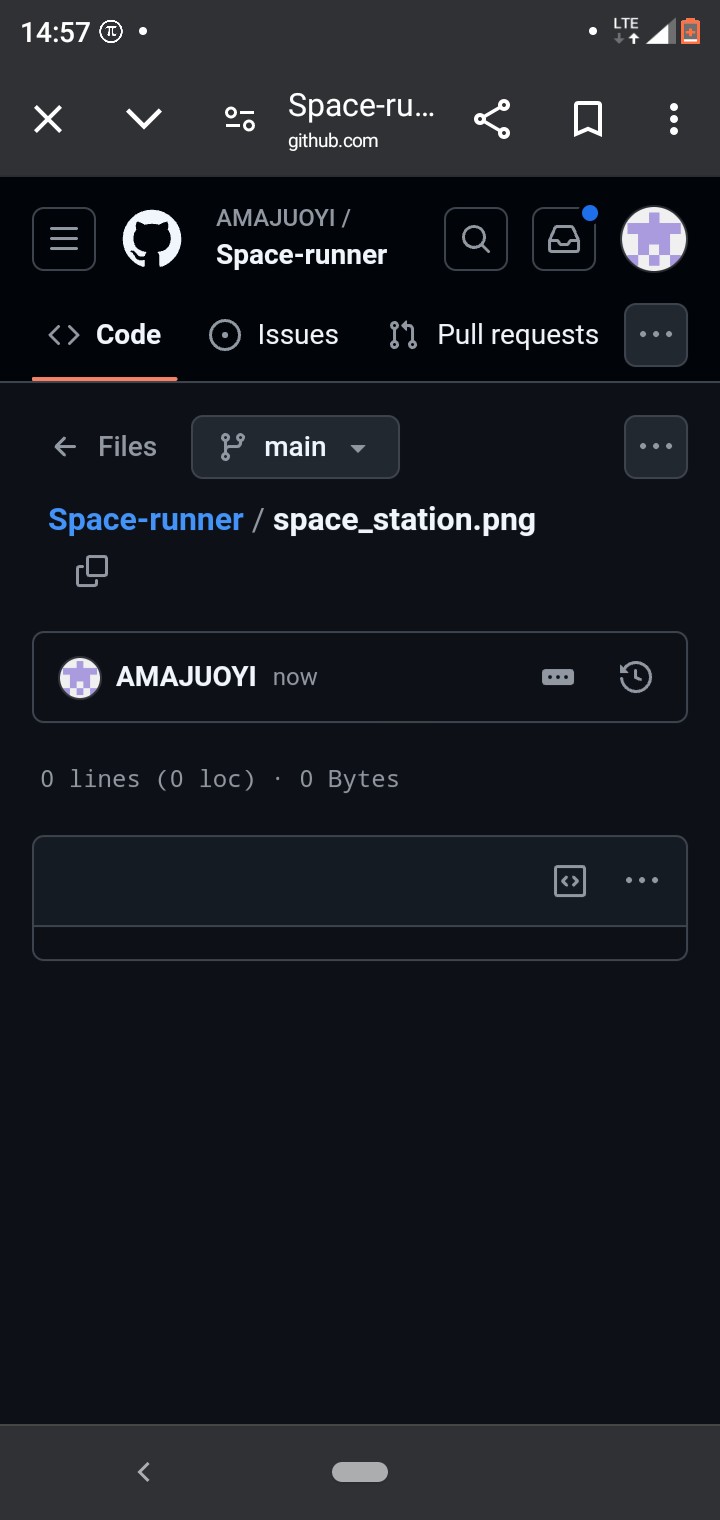 14:57
LTE
Space-ru...
github.com
AMAJUOYI /
Space-runner
Code Issues Pull requests
Files main
Space-runner / space_station.png
AMAJUOYI now
0 lines (0 loc) · 0 Bytes